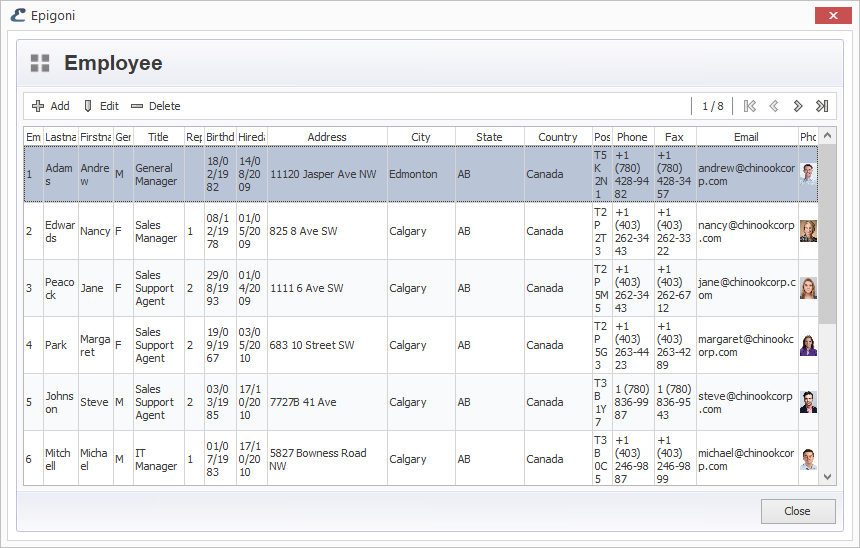 Epigoni
Employee
Add Edit Delete 1 / 8
Em Lastna Firstna Ger Title Rep Birthd Hireda Address City State Country Pos Phone Fax Email Pho
1 Adams Andrew M General Manager 18/02/1982 14/08/2009 11120 Jasper Ave NW Edmonton AB Canada T5K 2N1 +1 (780) 428-9482 +1 (780) 428-3457 andrew@chinookcorp.com
2 Edwards Nancy F Sales Manager 1 08/12/1978 01/05/2009 825 8 Ave SW Calgary AB Canada T2P 2T3 +1 (403) 262-3443 +1 (403) 262-3322 nancy@chinookcorp.com
3 Peacock Jane F Sales Support Agent 2 29/08/1993 01/04/2009 1111 6 Ave SW Calgary AB Canada T2P 5M5 +1 (403) 262-3443 +1 (403) 262-6712 jane@chinookcorp.com
4 Park Margaret F Sales Support Agent 2 19/09/1967 03/05/2010 683 10 Street SW Calgary AB Canada T2P 5G3 +1 (403) 263-4423 +1 (403) 263-4289 margaret@chinookcorp.com
5 Johnson Steve M Sales Support Agent 2 03/03/1985 17/10/2010 7727B 41 Ave Calgary AB Canada T3B 1Y7 1 (780) 836-9987 1 (780) 836-9543 steve@chinookcorp.com
6 Mitchell Michael M IT Manager 1 01/07/1983 17/10/2010 5827 Bowness Road NW Calgary AB Canada T3B 0C5 +1 (403) 246-9887 +1 (403) 246-9899 michael@chinookcorp.com
Close